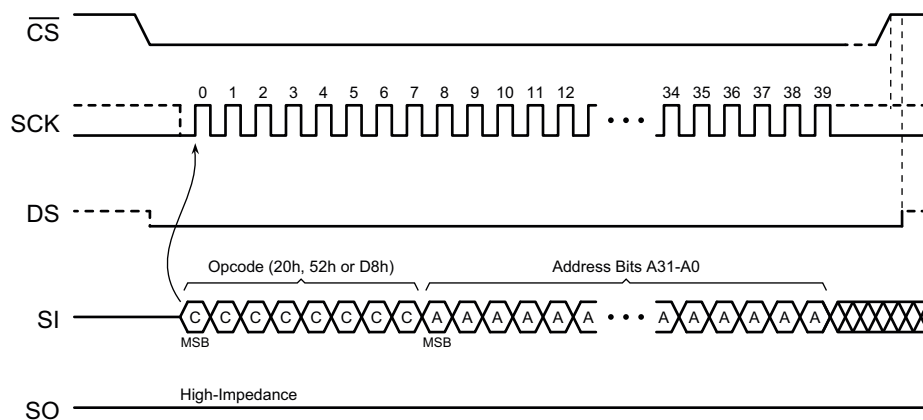 CS
0 1 2 3 4 5 6 7 8 9 10 11 12 34 35 36 37 38 39
SCK
DS
Opcode (20h, 52h or D8h) Address Bits A31-A0
SI C C C C C C C C A A A A A A A A A A A A
MSB MSB
High-Impedance
SO